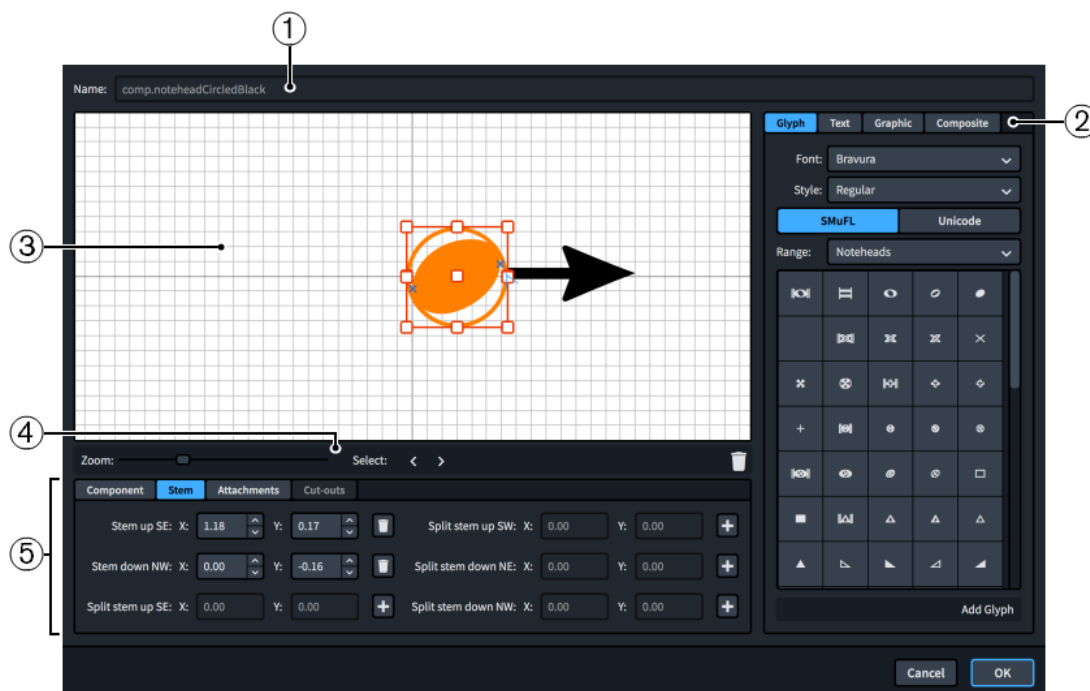 1
Name: comp.noteheadCircledBlack
Glyph Text Graphic Composite 2
Font: Bravura
Style: Regular
SMuFL Unicode
Range: Noteheads
3
4
Zoom: Select: < >
Component Stem Attachments Cut-outs
5
Stem up SE: X: 1.18 Y: 0.17 Split stem up SW: X: 0.00 Y: 0.00 +
Stem down NW: X: 0.00 Y: -0.16 Split stem down NE: X: 0.00 Y: 0.00 +
Split stem up SE: X: 0.00 Y: 0.00 + Split stem down NW: X: 0.00 Y: 0.00 +
Add Glyph
Cancel OK